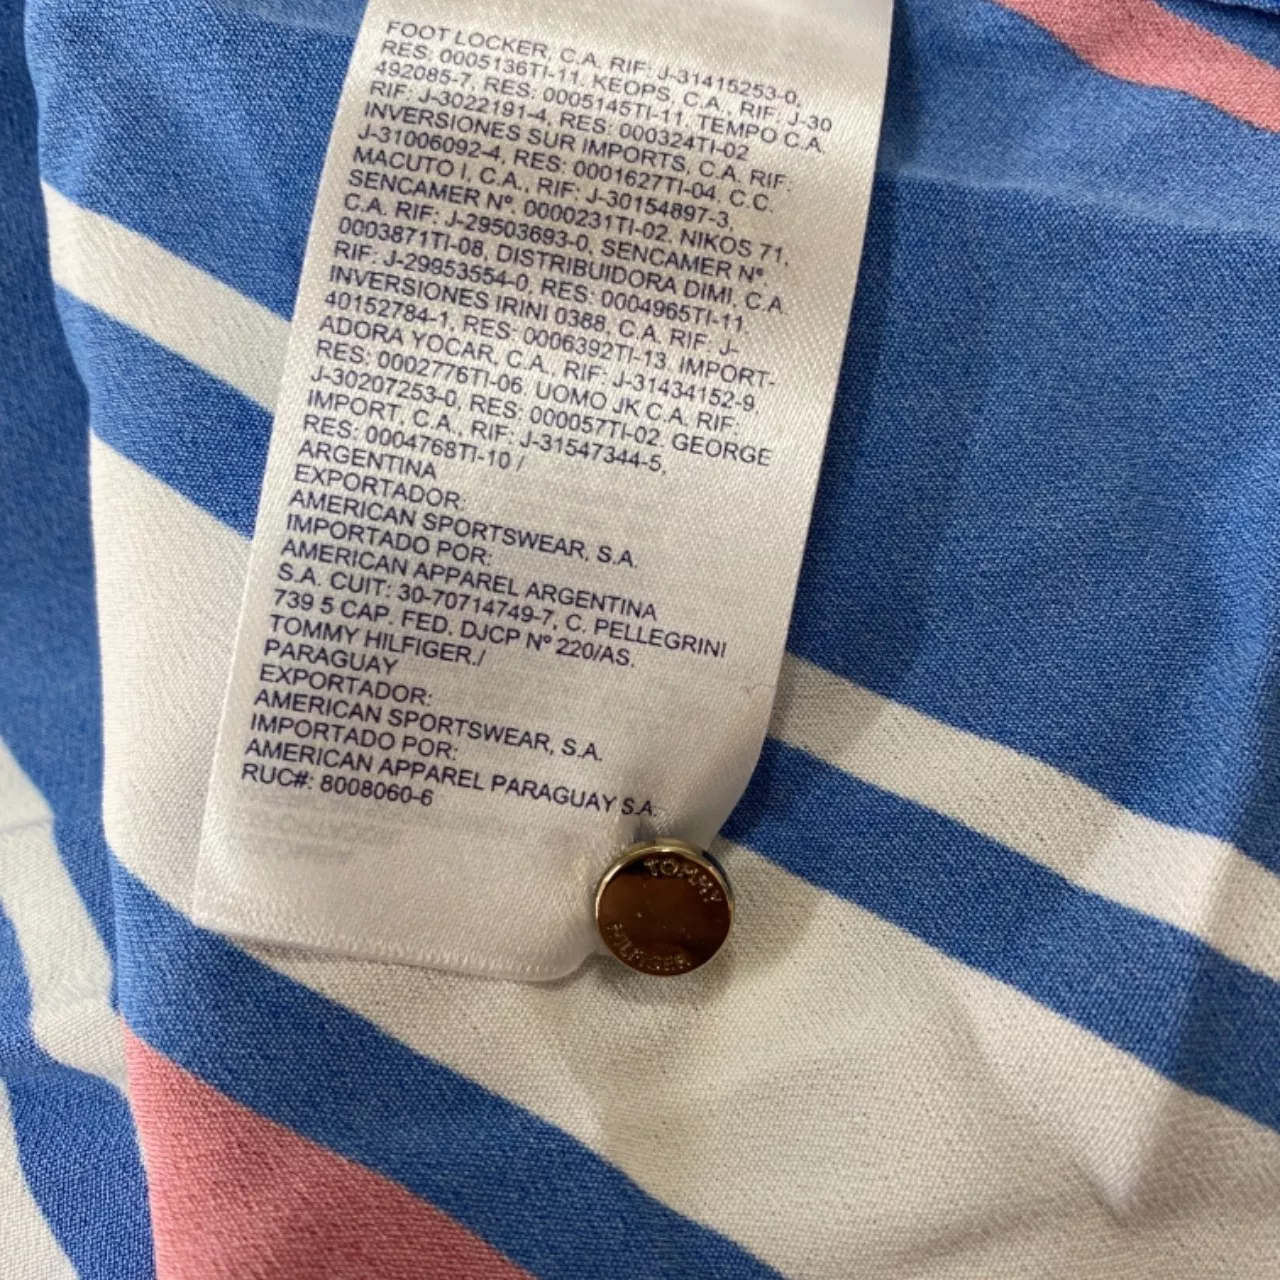 FOOT LOCKER, C.A. RIF: J-31415253-0,
RES: 0005136TI-11, KEOPS, C.A., RIF: J-30
492085-7, RES: 0005145TI-11, TEMPO C.A.
RIF: J-3022191-4, RES: 000324TI-02
INVERSIONES SUR IMPORTS, C.A. RIF:
J-31006092-4, RES: 0001627TI-04, C.C.
MACUTO I, C.A., RIF: J-30154897-3,
SENCAMER Nº. 0000231TI-02, NIKOS 71,
C.A. RIF: J-29503693-0, SENCAMER Nº.
0003871TI-08, DISTRIBUIDORA DIMI, C.A.
RIF: J-29953554-0, RES: 0004965TI-11,
INVERSIONES IRINI 0388, C.A. RIF: J-
40152784-1, RES: 0006392TI-13, IMPORT-
ADORA YOCAR, C.A., RIF: J-31434152-9,
RES: 0002776TI-06, UOMO JK C.A. RIF:
J-30207253-0, RES: 000057TI-02, GEORGE
IMPORT, C.A., RIF: J-31547344-5,
RES: 0004768TI-10 /
ARGENTINA
EXPORTADOR:
AMERICAN SPORTSWEAR, S.A.
IMPORTADO POR:
AMERICAN APPAREL ARGENTINA
S.A. CUIT: 30-70714749-7, C. PELLEGRINI
739 5 CAP. FED. DJCP Nº 220/AS.
TOMMY HILFIGER./
PARAGUAY
EXPORTADOR:
AMERICAN SPORTSWEAR, S.A.
IMPORTADO POR:
AMERICAN APPAREL PARAGUAY S.A.
RUC#: 8008060-6
TOMMY
HILFIGER